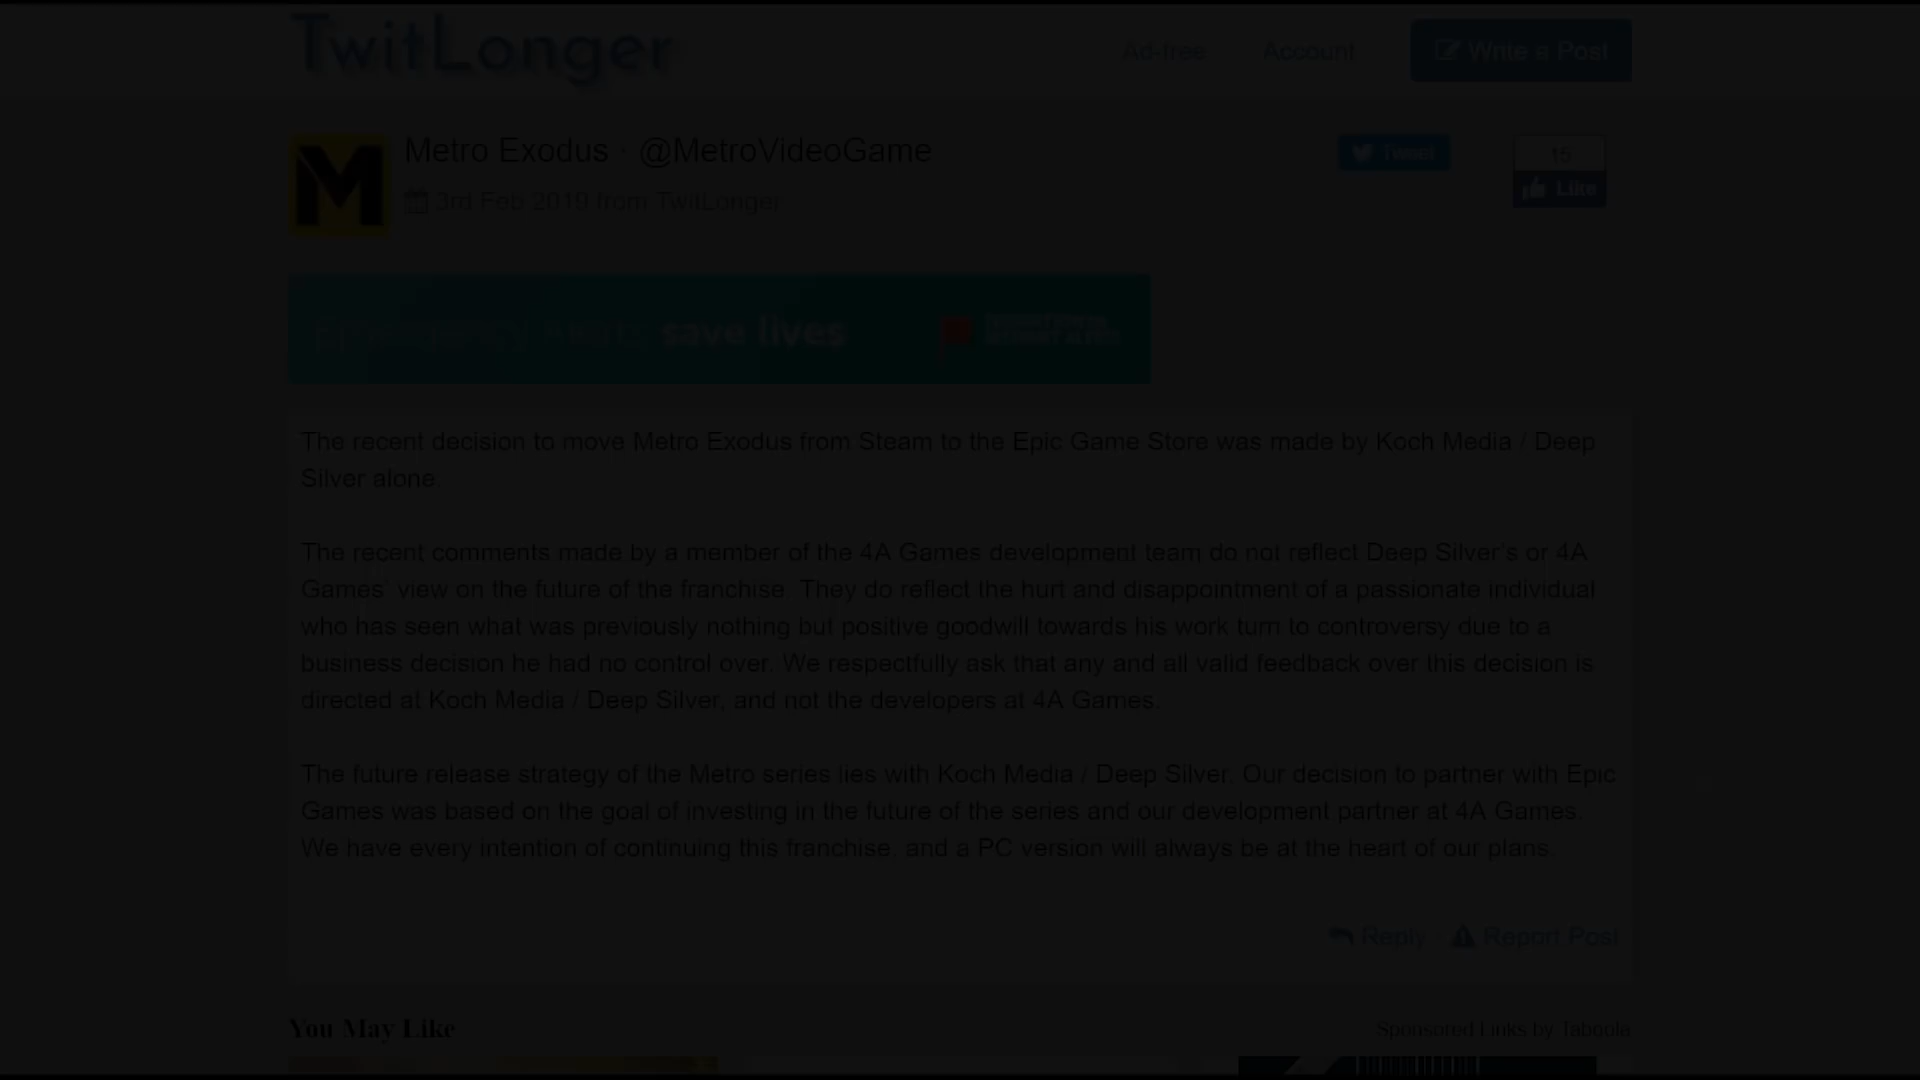 TwitLonger
Ad-free
Account
Write a Post
Metro Exodus · @MetroVideoGame
3rd Feb 2019 from TwitLonger
Tweet
15
Like
Emergency Alerts save lives
The recent decision to move Metro Exodus from Steam to the Epic Game Store was made by Koch Media / Deep
Silver alone.
The recent comments made by a member of the 4A Games development team do not reflect Deep Silver's or 4A
Games' view on the future of the franchise. They do reflect the hurt and disappointment of a passionate individual
who has seen what was previously nothing but positive goodwill towards his work turn to controversy due to a
business decision he had no control over. We respectfully ask that any and all valid feedback over this decision is
directed at Koch Media / Deep Silver, and not the developers at 4A Games.
The future release strategy of the Metro series lies with Koch Media / Deep Silver. Our decision to partner with Epic
Games was based on the goal of investing in the future of the series and our development partner at 4A Games.
We have every intention of continuing this franchise, and a PC version will always be at the heart of our plans.
Reply
Report Post
You May Like
Sponsored Links by Taboola